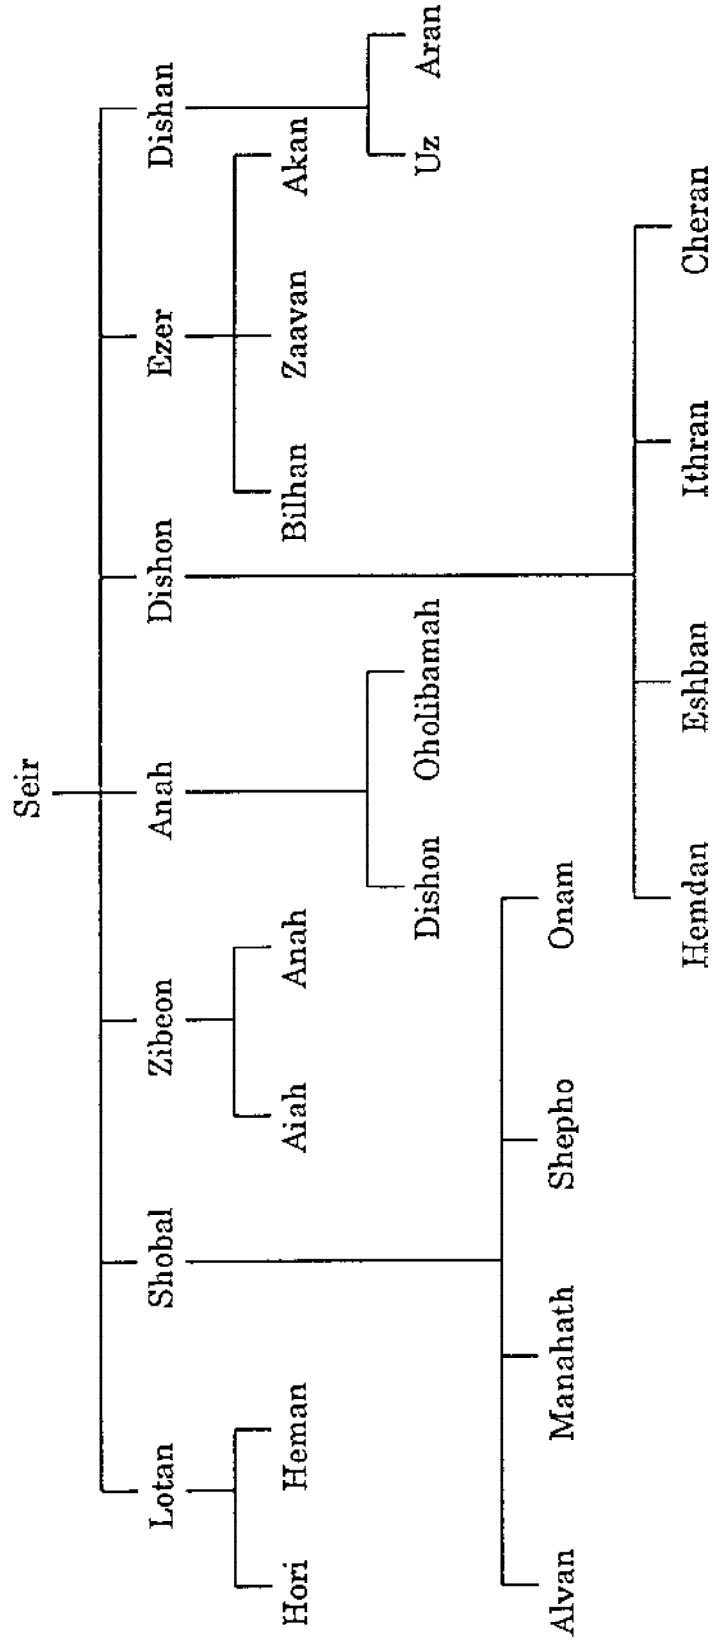 Seir
Lotan Shobal Zibeon Anah Dishon Ezer Dishan
Hori Heman Aiah Anah Bilhan Zaavan Akan
Dishon Oholibamah Uz Aran
Alvan Manahath Shepho Onam
Hemdan Eshban Ithran Cheran